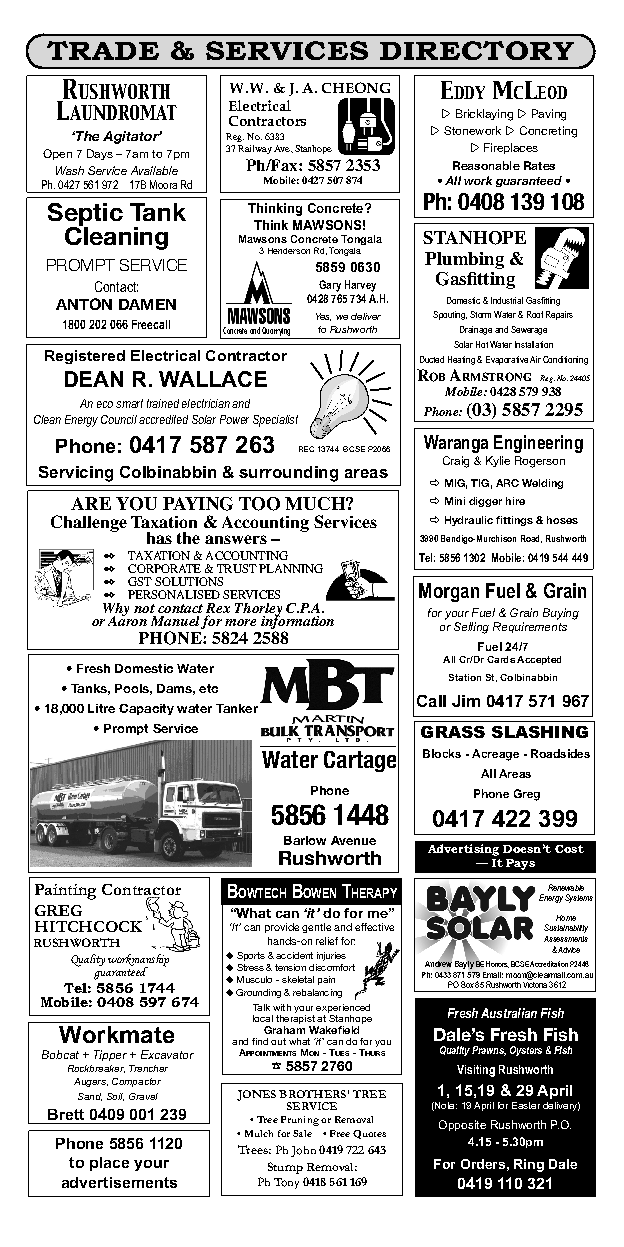 TRADE & SERVICES DIRECTORY
RUSHWORTH
LAUNDROMAT
'The Agitator'
Open 7 Days – 7am to 7pm
Wash Service Available
Ph. 0427 561 972 17B Moora Rd
Septic Tank
Cleaning
PROMPT SERVICE
Contact:
ANTON DAMEN
1800 202 066 Freecall
W.W. & J. A. CHEONG
Electrical
Contractors
Reg. No. 6383
37 Railway Ave, Stanhope
Ph/Fax: 5857 2353
Mobile: 0427 507 874
Thinking Concrete?
Think MAWSONS!
Mawsons Concrete Tongala
3 Henderson Rd, Tongala
5859 0630
Gary Harvey
0428 765 734 A.H.
Yes, we deliver
to Rushworth
MAWSONS
Concrete and Quarrying
EDDY MCLEOD
▷ Bricklaying ▷ Paving
▷ Stonework ▷ Concreting
▷ Fireplaces
Reasonable Rates
• All work guaranteed •
Ph: 0408 139 108
STANHOPE
Plumbing &
Gasfitting
Domestic & Industrial Gasfitting
Spouting, Storm Water & Roof Repairs
Drainage and Sewerage
Solar Hot Water Installation
Ducted Heating & Evaporative Air Conditioning
ROB ARMSTRONG Reg. No. 24405
Mobile: 0428 579 938
Phone: (03) 5857 2295
Registered Electrical Contractor
DEAN R. WALLACE
An eco smart trained electrician and
Clean Energy Council accredited Solar Power Specialist
Phone: 0417 587 263
REC 13744 BCSE P2066
Servicing Colbinabbin & surrounding areas
ARE YOU PAYING TOO MUCH?
Challenge Taxation & Accounting Services
has the answers –
TAXATION & ACCOUNTING
CORPORATE & TRUST PLANNING
GST SOLUTIONS
PERSONALISED SERVICES
Why not contact Rex Thorley C.P.A.
or Aaron Manuel for more information
PHONE: 5824 2588
Waranga Engineering
Craig & Kylie Rogerson
⇨ MIG, TIG, ARC Welding
⇨ Mini digger hire
⇨ Hydraulic fittings & hoses
3990 Bendigo-Murchison Road, Rushworth
Tel: 5856 1302 Mobile: 0419 544 449
Morgan Fuel & Grain
for your Fuel & Grain Buying
or Selling Requirements
Fuel 24/7
All Cr/Dr Cards Accepted
Station St, Colbinabbin
Call Jim 0417 571 967
• Fresh Domestic Water
• Tanks, Pools, Dams, etc
• 18,000 Litre Capacity water Tanker
• Prompt Service
MBT
MARTIN
BULK TRANSPORT
PTY. LTD.
Water Cartage
Phone
5856 1448
Barlow Avenue
Rushworth
GRASS SLASHING
Blocks - Acreage - Roadsides
All Areas
Phone Greg
0417 422 399
Advertising Doesn't Cost
— It Pays
Painting Contractor
GREG
HITCHCOCK
RUSHWORTH
Quality workmanship
guaranteed
Tel: 5856 1744
Mobile: 0408 597 674
Workmate
Bobcat + Tipper + Excavator
Rockbreaker, Trencher
Augers, Compactor
Sand, Soil, Gravel
Brett 0409 001 239
Phone 5856 1120
to place your
advertisements
BOWTECH BOWEN THERAPY
"What can 'it' do for me"
'It' can provide gentle and effective
hands-on relief for:
◆ Sports & accident injuries
◆ Stress & tension discomfort
◆ Musculo - skeletal pain
◆ Grounding & rebalancing
Talk with your experienced
local therapist at Stanhope
Graham Wakefield
and find out what 'it' can do for you
APPOINTMENTS MON - TUES - THURS
☎ 5857 2760
JONES BROTHERS' TREE
SERVICE
• Tree Pruning or Removal
• Mulch for Sale • Free Quotes
Trees: Ph John 0419 722 643
Stump Removal:
Ph Tony 0418 561 169
BAYLY
SOLAR
Renewable
Energy Systems
Home
Sustainability
Assessments
& Advice
Andrew Bayly BE Honors, BCSE Accreditation P2448
Ph: 0433 871 579 Email: moon@clearmail.com.au
PO Box 85 Rushworth Victoria 3612
Fresh Australian Fish
Dale's Fresh Fish
Quality Prawns, Oysters & Fish
Visiting Rushworth
1, 15,19 & 29 April
(Note: 19 April for Easter delivery)
Opposite Rushworth P.O.
4.15 - 5.30pm
For Orders, Ring Dale
0419 110 321